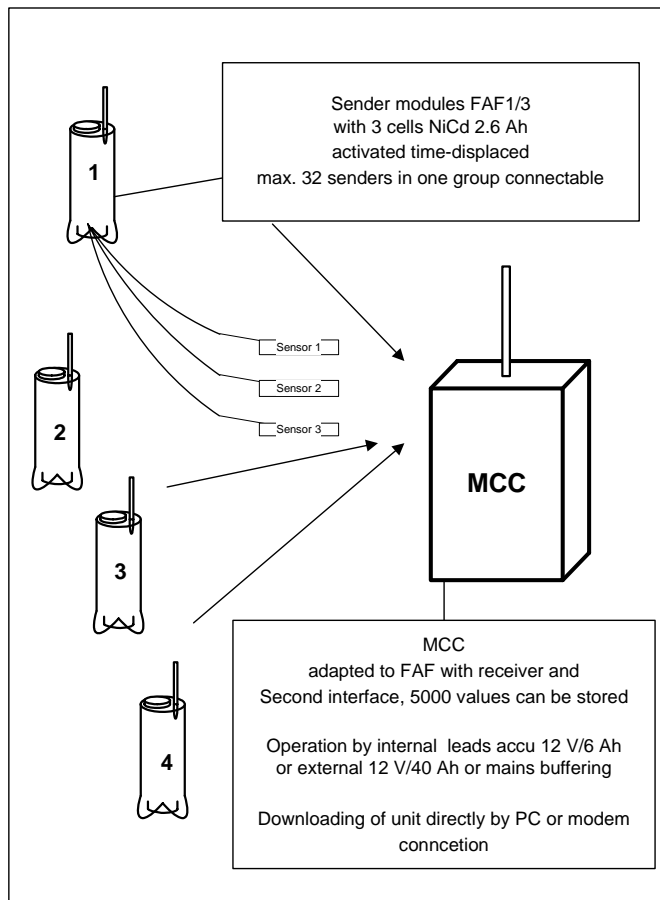 Sender modules FAF1/3
with 3 cells NiCd 2.6 Ah
activated time-displaced
max. 32 senders in one group connectable
1
Sensor 1
Sensor 2
Sensor 3
2
3
4
MCC
MCC
adapted to FAF with receiver and
Second interface, 5000 values can be stored
Operation by internal leads accu 12 V/6 Ah
or external 12 V/40 Ah or mains buffering
Downloading of unit directly by PC or modem
conncetion